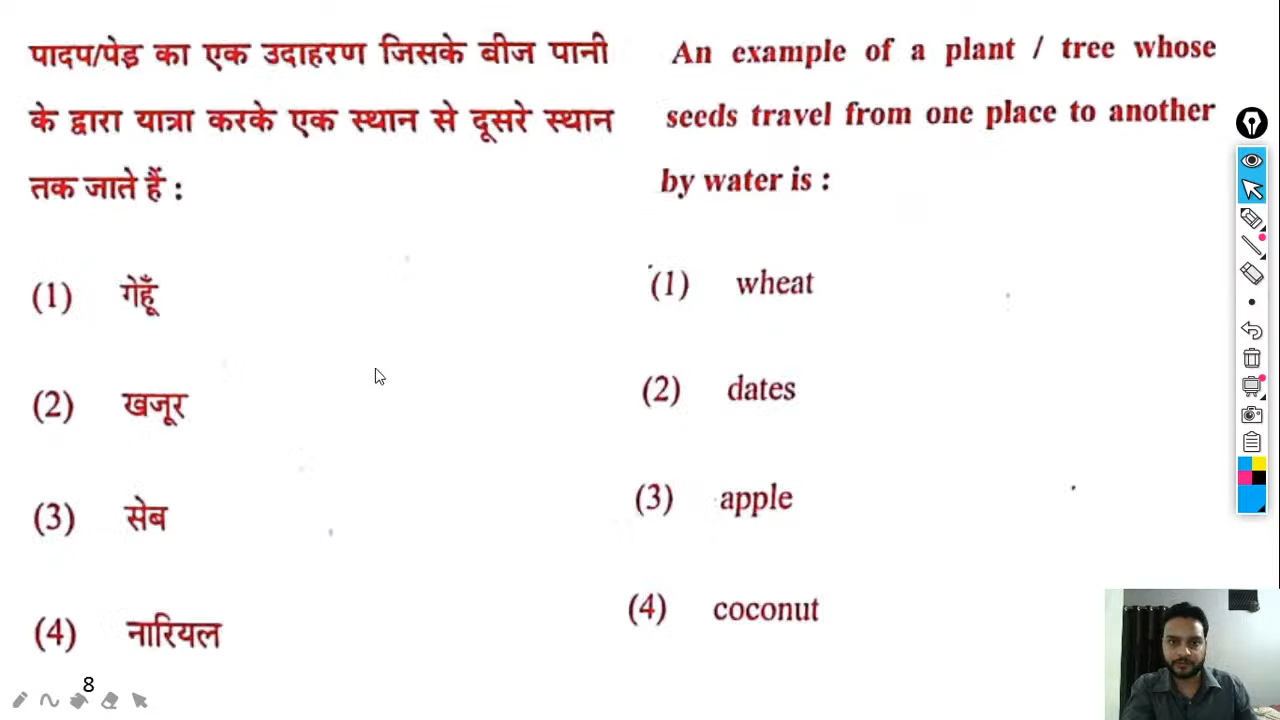 पादप/पेड़ का एक उदाहरण जिसके बीज पानी
के द्वारा यात्रा करके एक स्थान से दूसरे स्थान
तक जाते हैं :
(1) गेहूँ
(2) खजूर
(3) सेब
(4) नारियल
8
An example of a plant / tree whose
seeds travel from one place to another
by water is :
(1) wheat
(2) dates
(3) apple
(4) coconut